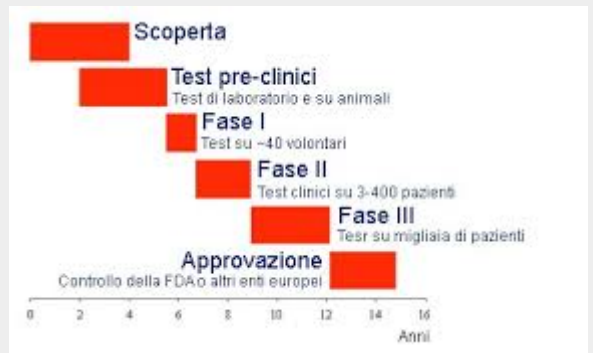 Scoperta
Test pre-clinici
Test di laboratorio e su animali
Fase I
Test su ~40 volontari
Fase II
Test clinici su 3-400 pazienti
Fase III
Tesr su migliaia di pazienti
Approvazione
Controllo della FDA o altri enti europei
0 2 4 6 8 10 12 14 16
Anni